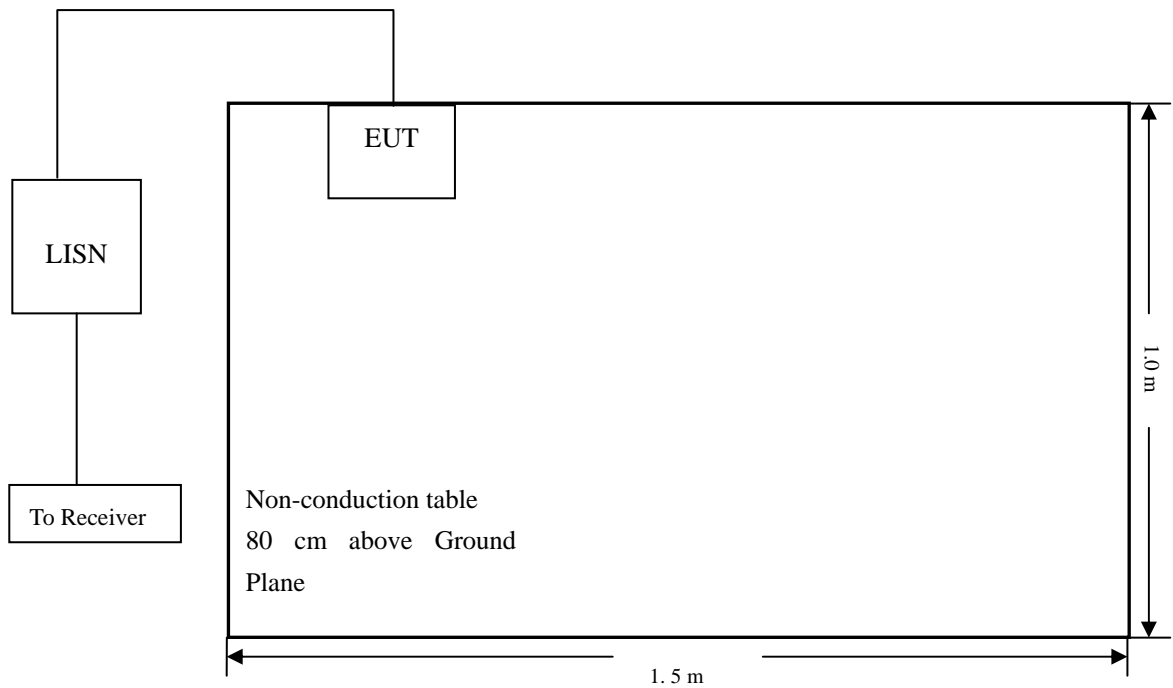 EUT
LISN
1.0 m
Non-conduction table
80 cm above Ground
Plane
To Receiver
1. 5 m